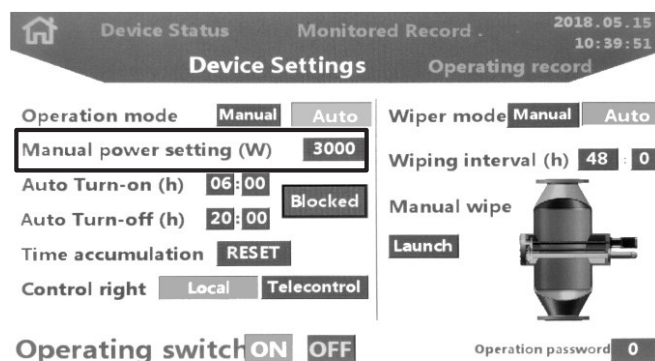 Device Status Monitored Record . 2018.05.15
10:39:51
Device Settings Operating record
Operation mode Manual Auto
Manual power setting (W) 3000
Auto Turn-on (h) 06:00
Blocked
Auto Turn-off (h) 20:00
Time accumulation RESET
Control right Local Telecontrol
Wiper mode Manual Auto
Wiping interval (h) 48 : 0
Manual wipe
Launch
Operating switch ON OFF
Operation password 0